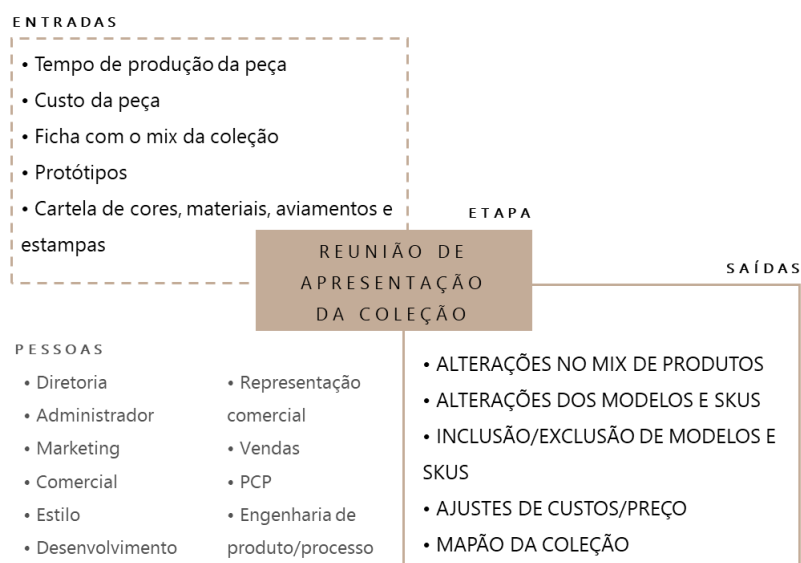 ENTRADAS
• Tempo de produção da peça
• Custo da peça
• Ficha com o mix da coleção
• Protótipos
• Cartela de cores, materiais, aviamentos e
estampas
ETAPA
REUNIÃO DE
APRESENTAÇÃO
DA COLEÇÃO
PESSOAS
• Diretoria
• Administrador
• Marketing
• Comercial
• Estilo
• Desenvolvimento
• Representação
comercial
• Vendas
• PCP
• Engenharia de
produto/processo
SAÍDAS
• ALTERAÇÕES NO MIX DE PRODUTOS
• ALTERAÇÕES DOS MODELOS E SKUS
• INCLUSÃO/EXCLUSÃO DE MODELOS E
SKUS
• AJUSTES DE CUSTOS/PREÇO
• MAPÃO DA COLEÇÃO